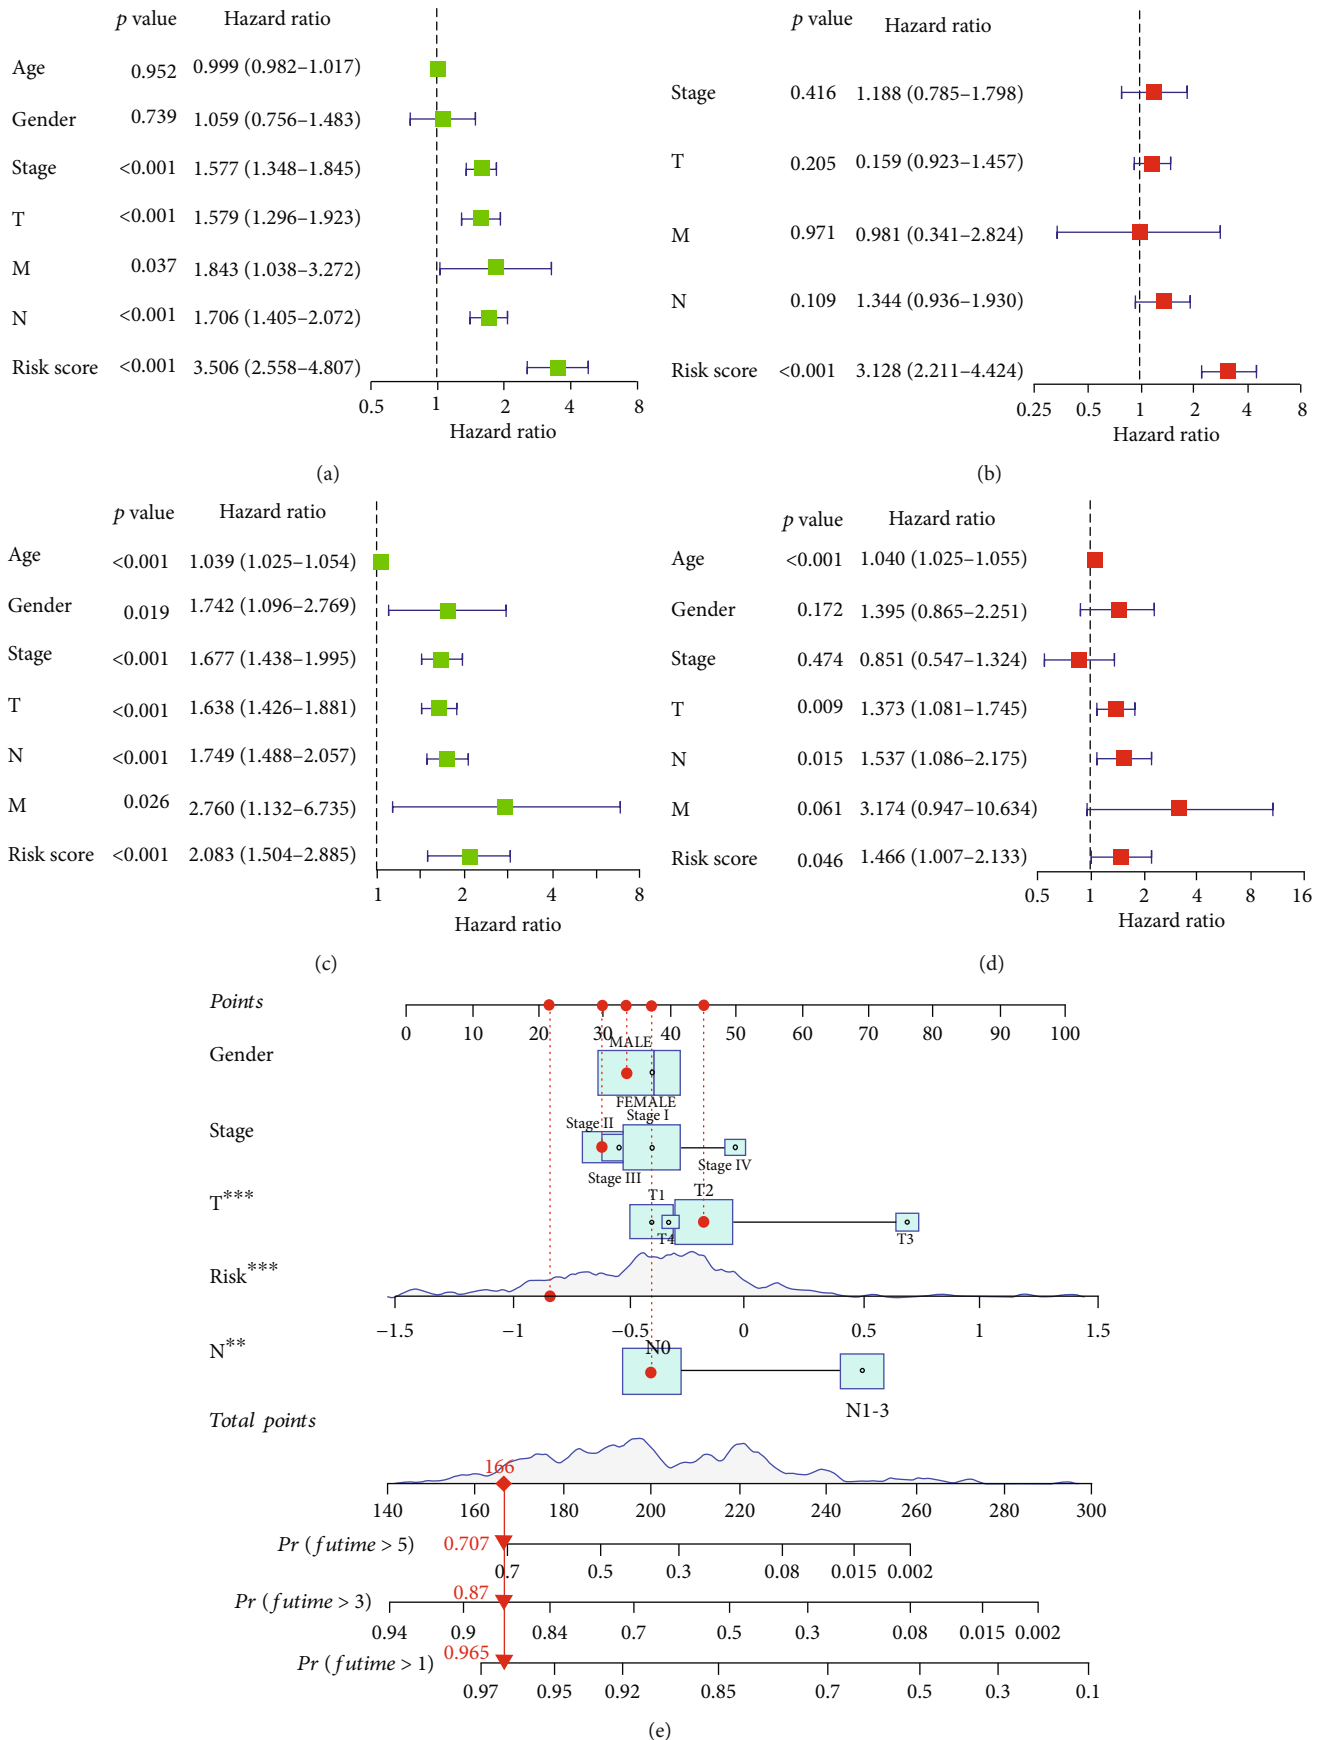 p value Hazard ratio
Age 0.952 0.999 (0.982–1.017)
Gender 0.739 1.059 (0.756–1.483)
Stage <0.001 1.577 (1.348–1.845)
T <0.001 1.579 (1.296–1.923)
M 0.037 1.843 (1.038–3.272)
N <0.001 1.706 (1.405–2.072)
Risk score <0.001 3.506 (2.558–4.807)
0.5 1 2 4 8
Hazard ratio
(a)
p value Hazard ratio
Stage 0.416 1.188 (0.785–1.798)
T 0.205 0.159 (0.923–1.457)
M 0.971 0.981 (0.341–2.824)
N 0.109 1.344 (0.936–1.930)
Risk score <0.001 3.128 (2.211–4.424)
0.25 0.5 1 2 4 8
Hazard ratio
(b)
p value Hazard ratio
Age <0.001 1.039 (1.025–1.054)
Gender 0.019 1.742 (1.096–2.769)
Stage <0.001 1.677 (1.438–1.995)
T <0.001 1.638 (1.426–1.881)
N <0.001 1.749 (1.488–2.057)
M 0.026 2.760 (1.132–6.735)
Risk score <0.001 2.083 (1.504–2.885)
1 2 4 8
Hazard ratio
(c)
p value Hazard ratio
Age <0.001 1.040 (1.025–1.055)
Gender 0.172 1.395 (0.865–2.251)
Stage 0.474 0.851 (0.547–1.324)
T 0.009 1.373 (1.081–1.745)
N 0.015 1.537 (1.086–2.175)
M 0.061 3.174 (0.947–10.634)
Risk score 0.046 1.466 (1.007–2.133)
0.5 1 2 4 8 16
Hazard ratio
(d)
Points
0 10 20 30 40 50 60 70 80 90 100
MALE
Gender
FEMALE
Stage I
Stage II
Stage
Stage IV
Stage III
T1 T2
T***
T4 T3
Risk***
−1.5 −1 −0.5 0 0.5 1 1.5
N0
N**
N1-3
Total points
166
140 160 180 200 220 240 260 280 300
Pr (futime > 5) 0.707
0.7 0.5 0.3 0.08 0.015 0.002
Pr (futime > 3) 0.87
0.94 0.9 0.84 0.7 0.5 0.3 0.08 0.015 0.002
Pr (futime > 1) 0.965
0.97 0.95 0.92 0.85 0.7 0.5 0.3 0.1
(e)